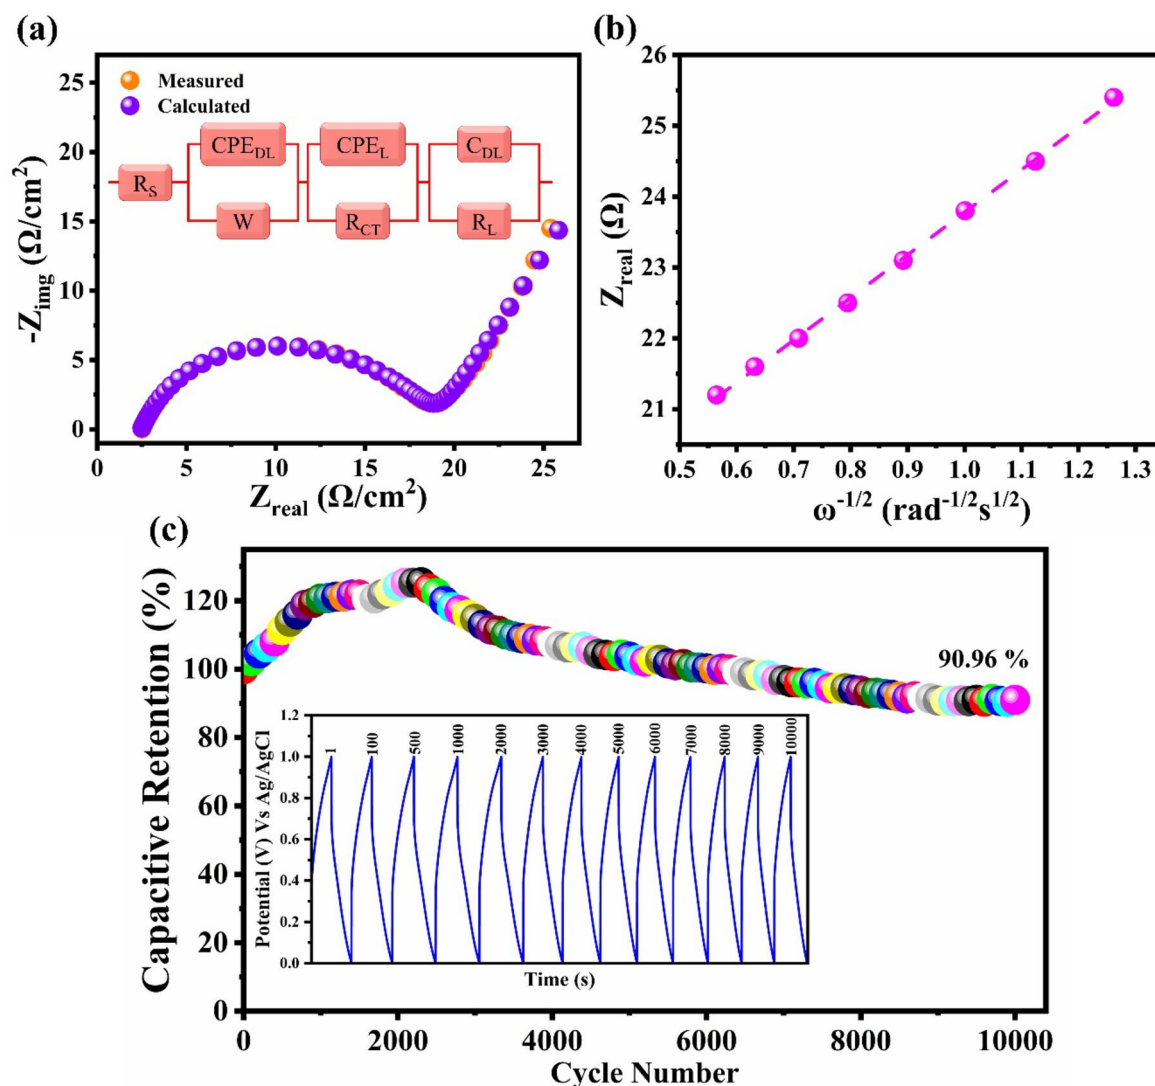 (a)
25
20
15
10
5
0
-Z_img (Ω/cm²)
Measured
Calculated
R_S
CPE_DL
W
CPE_L
R_CT
C_DL
R_L
0 5 10 15 20 25
Z_real (Ω/cm²)
(b)
26
25
24
23
22
21
Z_real (Ω)
0.5 0.6 0.7 0.8 0.9 1.0 1.1 1.2 1.3
ω^-1/2 (rad^-1/2s^1/2)
(c)
120
100
80
60
40
20
0
Capacitive Retention (%)
90.96 %
1.2
1.0
0.8
0.6
0.4
0.2
0.0
Potential (V) Vs Ag/AgCl
1 100 500 1000 2000 3000 4000 5000 6000 7000 8000 9000 10000
Time (s)
0 2000 4000 6000 8000 10000
Cycle Number